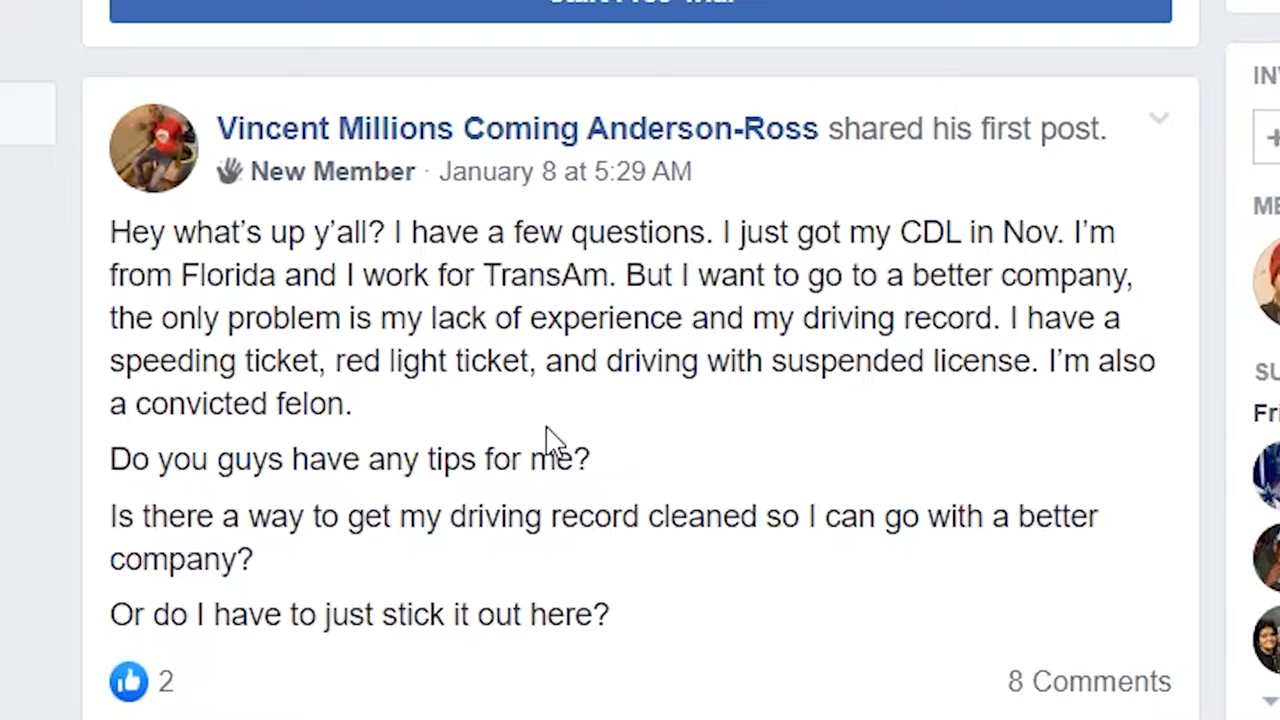 Vincent Millions Coming Anderson-Ross shared his first post.
New Member · January 8 at 5:29 AM
Hey what’s up y’all? I have a few questions. I just got my CDL in Nov. I’m
from Florida and I work for TransAm. But I want to go to a better company,
the only problem is my lack of experience and my driving record. I have a
speeding ticket, red light ticket, and driving with suspended license. I’m also
a convicted felon.
Do you guys have any tips for me?
Is there a way to get my driving record cleaned so I can go with a better
company?
Or do I have to just stick it out here?
2
8 Comments